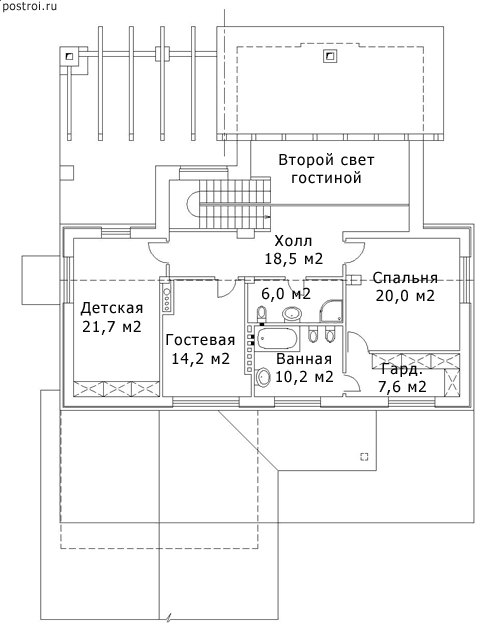 postroi.ru
Второй свет
гостиной
Холл
18,5 м2
Спальня
20,0 м2
6,0 м2
Детская
21,7 м2
Гостевая
14,2 м2
Ванная
10,2 м2
Гард.
7,6 м2